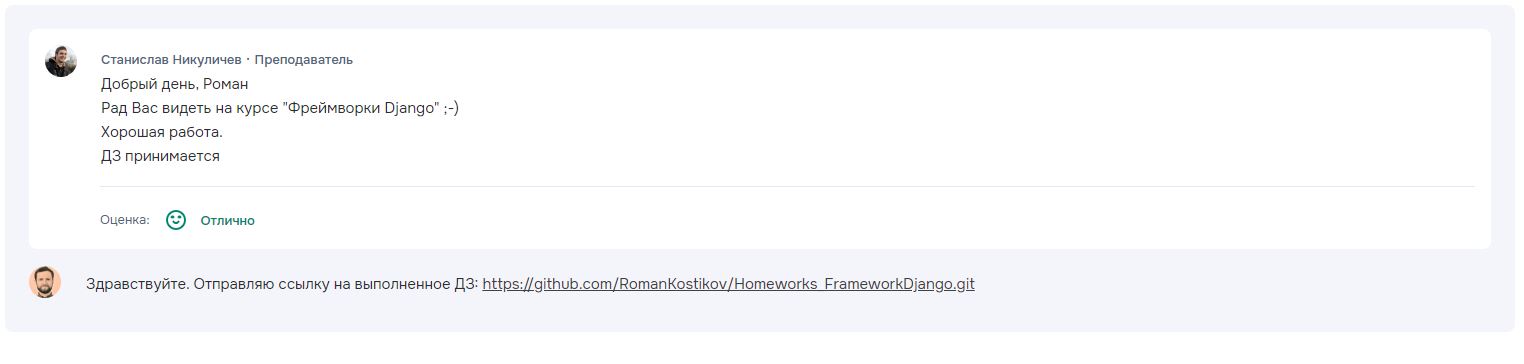 Станислав Никуличев · Преподаватель
Добрый день, Роман
Рад Вас видеть на курсе "Фреймворки Django" ;-)
Хорошая работа.
ДЗ принимается
Оценка: Отлично
Здравствуйте. Отправляю ссылку на выполненное ДЗ: https://github.com/RomanKostikov/Homeworks_FrameworkDjango.git